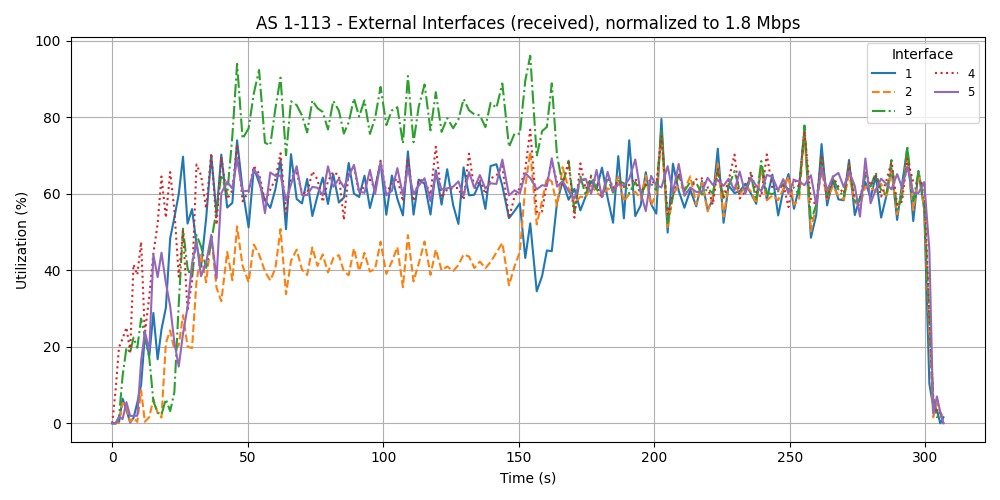 AS 1-113 - External Interfaces (received), normalized to 1.8 Mbps
Utilization (%)
100
80
60
40
20
0
0 50 100 150 200 250 300
Time (s)
Interface
1 4
2 5
3